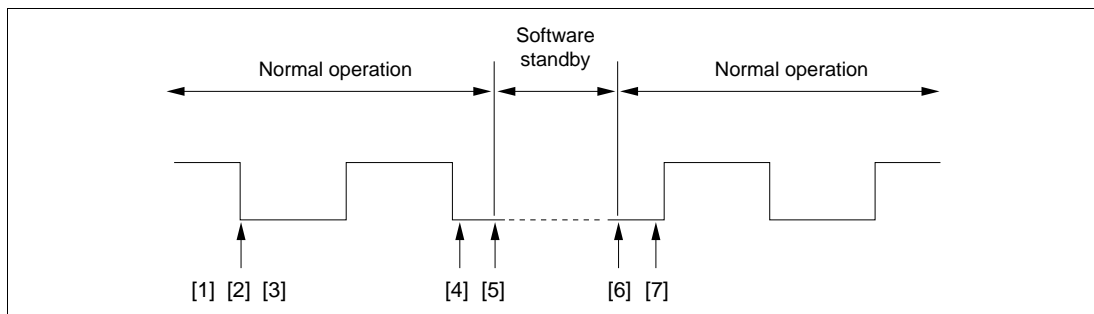 Software
standby
Normal operation
Normal operation
[1] [2] [3] [4] [5] [6] [7]